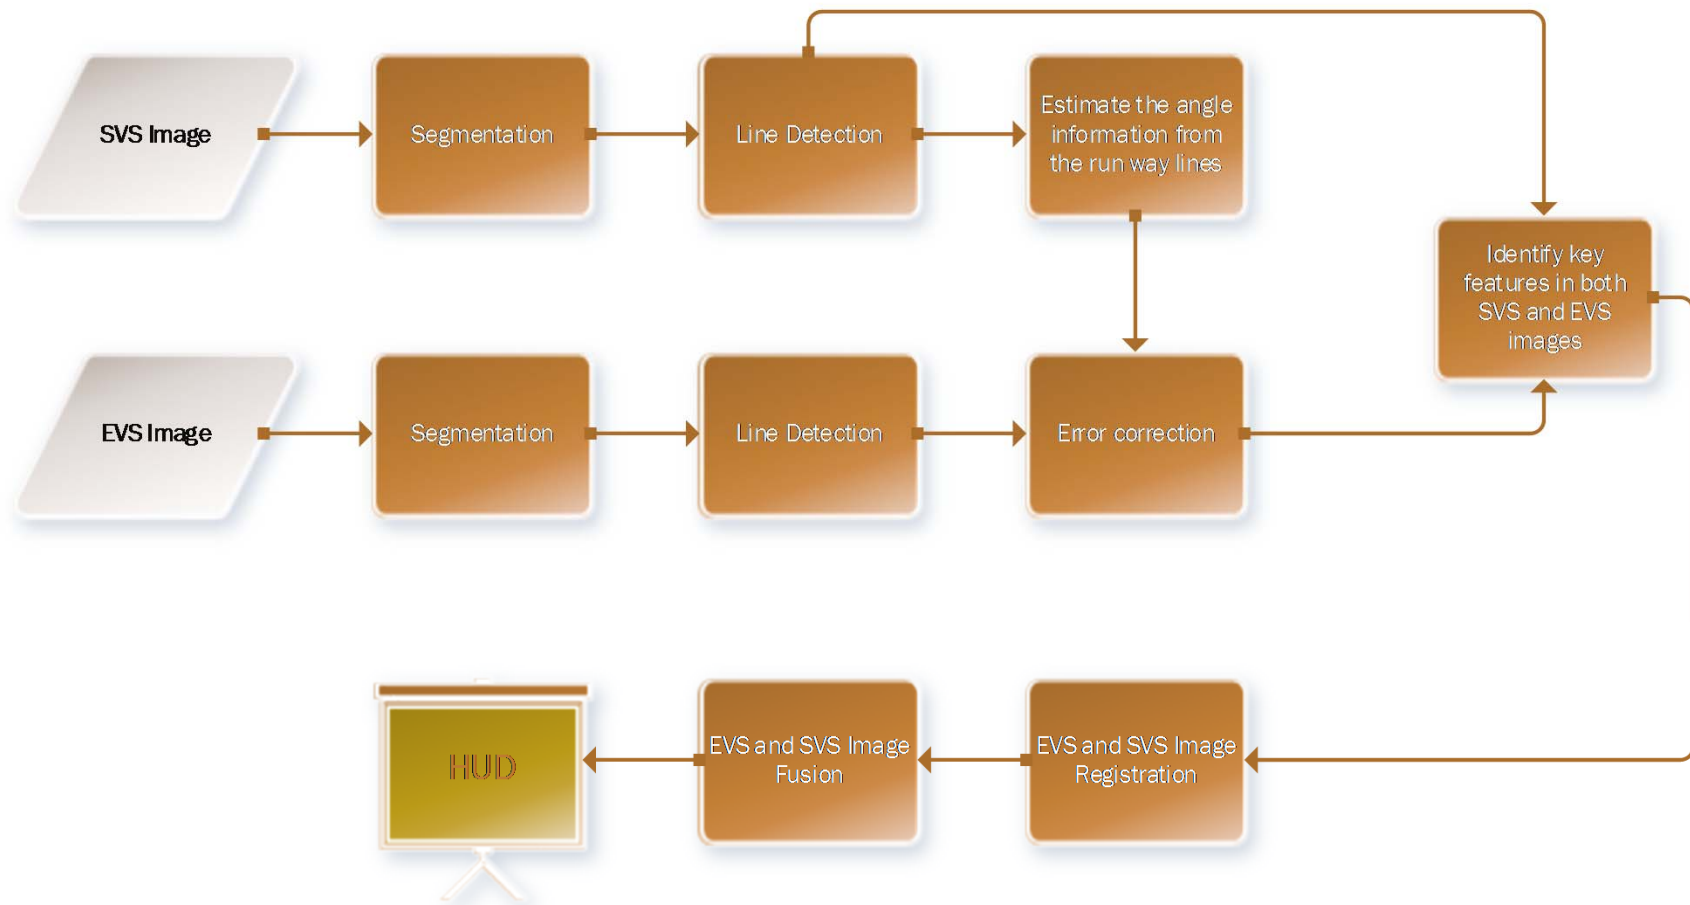 SVS Image
Segmentation
Line Detection
Estimate the angle
information from
the run way lines
Identify key
features in both
SVS and EVS
images
EVS Image
Segmentation
Line Detection
Error correction
HUD
EVS and SVS Image
Fusion
EVS and SVS Image
Registration